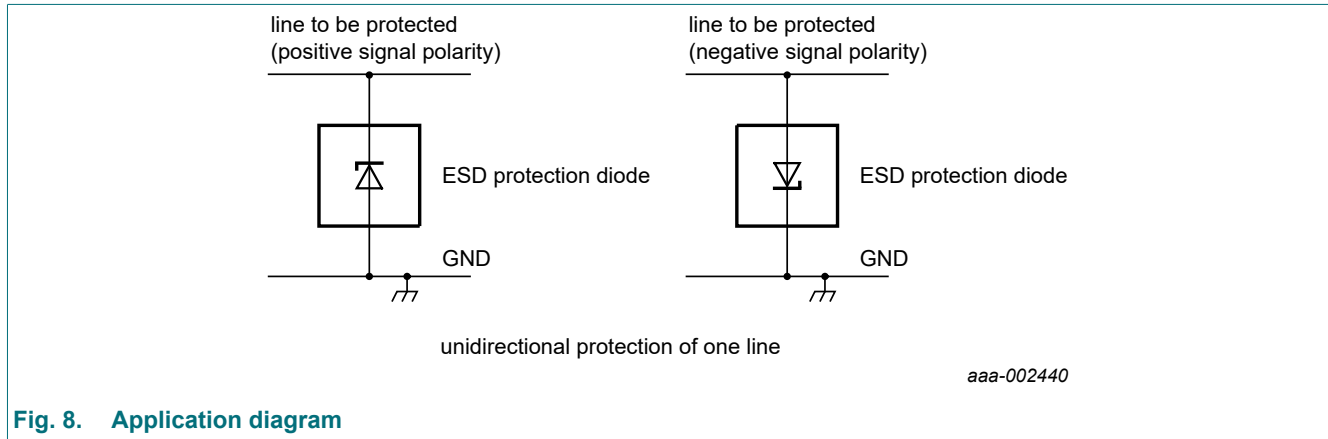 line to be protected
(positive signal polarity)
line to be protected
(negative signal polarity)
ESD protection diode
ESD protection diode
GND
GND
unidirectional protection of one line
aaa-002440
Fig. 8. Application diagram